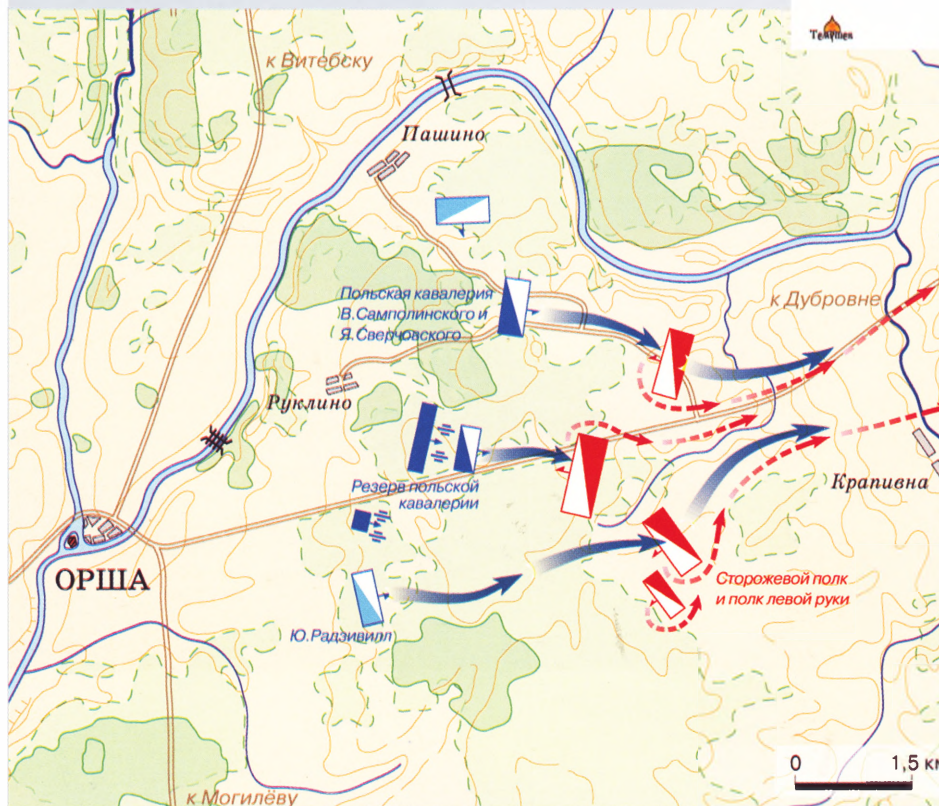 Темушев
к Витебску
Пашино
Польская кавалерия
В.Самполинского и
Я.Сверчовского
к Дубровне
Руклино
Резерв польской
кавалерии
Крапивна
ОРША
Сторожевой полк
и полк левой руки
Ю.Радзивилл
0 1,5 км
к Могилёву